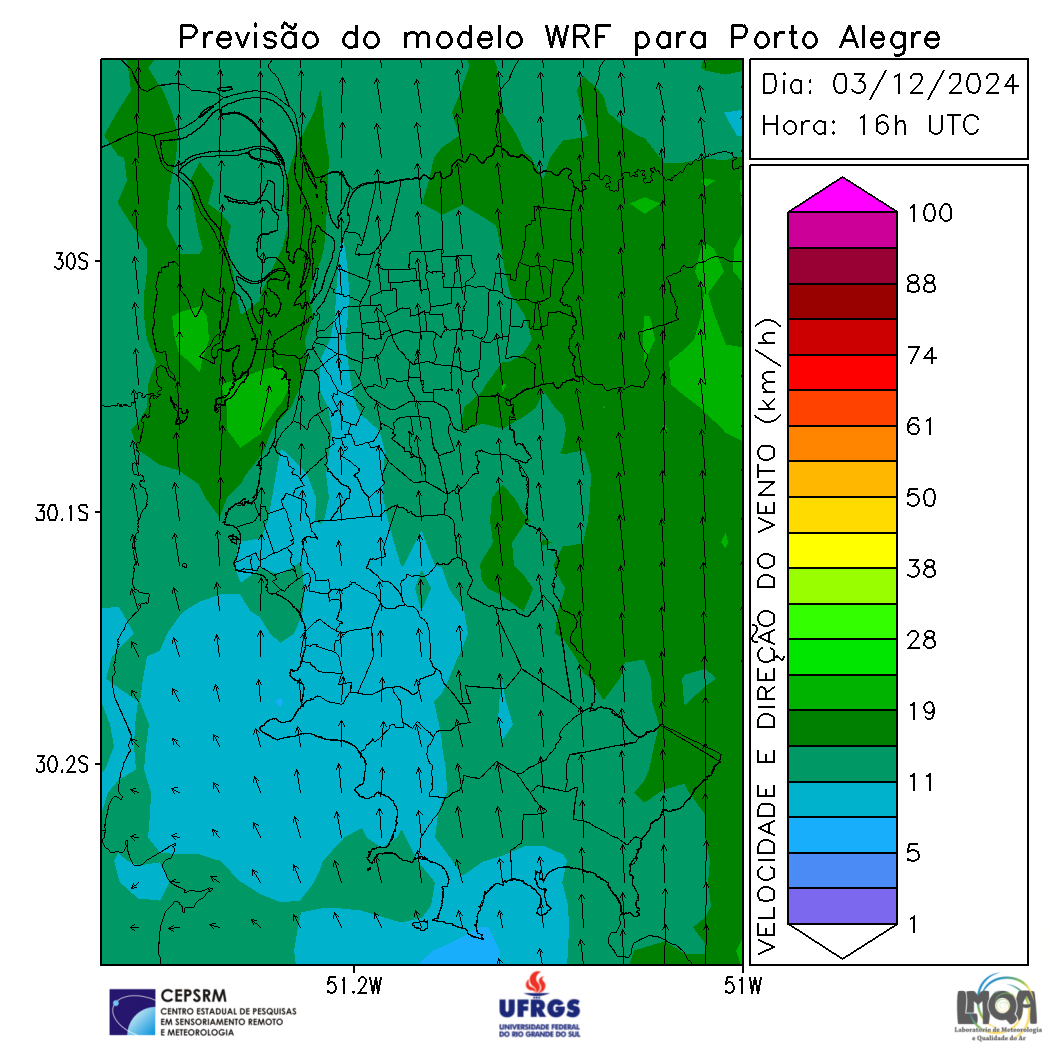 Previsão do modelo WRF para Porto Alegre
Dia: 03/12/2024
Hora: 16h UTC
30S
30.1S
30.2S
51.2W
51W
VELOCIDADE E DIREÇÃO DO VENTO (km/h)
100
88
74
61
50
38
28
19
11
5
1
CEPSRM
CENTRO ESTADUAL DE PESQUISAS
EM SENSORIAMENTO REMOTO
E METEOROLOGIA
UFRGS
UNIVERSIDADE FEDERAL
DO RIO GRANDE DO SUL
LMQA
Laboratório de Meteorologia
e Qualidade do Ar